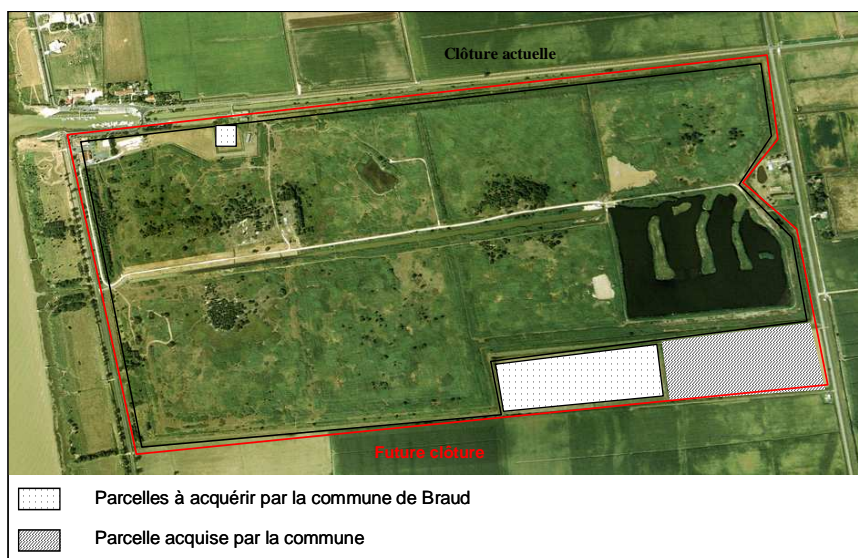 Clôture actuelle
Future clôture
Parcelles à acquérir par la commune de Braud
Parcelle acquise par la commune